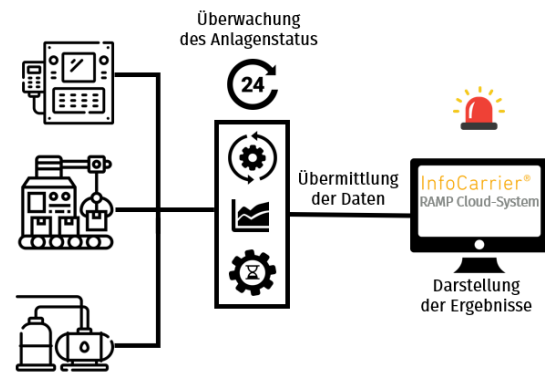 Überwachung
des Anlagenstatus
24
Übermittlung
der Daten
InfoCarrier®
RAMP Cloud-System
Darstellung
der Ergebnisse